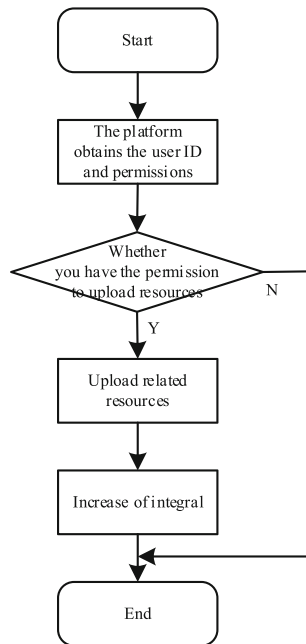 Start
The platform
obtains the user ID
and permissions
Whether
you have the permission
to upload resources
N
Y
Upload related
resources
Increase of integral
End